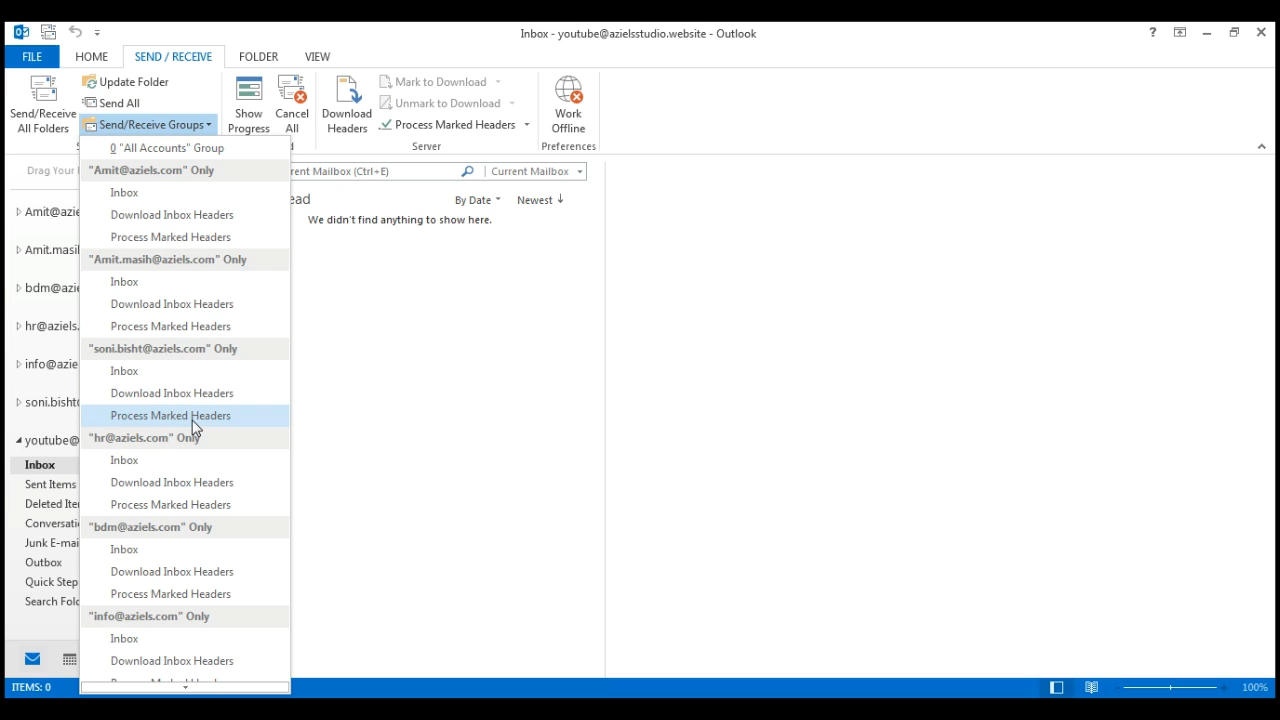 Inbox - youtube@azielsstudio.website - Outlook
?
FILE
HOME
SEND / RECEIVE
FOLDER
VIEW
Send/Receive
All Folders
Update Folder
Send All
Send/Receive Groups
Show
Progress
Cancel
All
Download
Headers
Mark to Download
Unmark to Download
Process Marked Headers
Server
Work
Offline
Preferences
0 "All Accounts" Group
"Amit@aziels.com" Only
Inbox
Download Inbox Headers
Process Marked Headers
"Amit.masih@aziels.com" Only
Inbox
Download Inbox Headers
Process Marked Headers
"soni.bisht@aziels.com" Only
Inbox
Download Inbox Headers
Process Marked Headers
"hr@aziels.com" Only
Inbox
Download Inbox Headers
Process Marked Headers
"bdm@aziels.com" Only
Inbox
Download Inbox Headers
Process Marked Headers
"info@aziels.com" Only
Inbox
Download Inbox Headers
Drag Your
Amit@azie
Amit.masi
bdm@azie
hr@aziels.
info@azie
soni.bisht
youtube@
Inbox
Sent Items
Deleted Ite
Conversati
Junk E-mai
Outbox
Quick Step
Search Fold
rent Mailbox (Ctrl+E)
Current Mailbox
ead
By Date
Newest
We didn't find anything to show here.
ITEMS: 0
100%